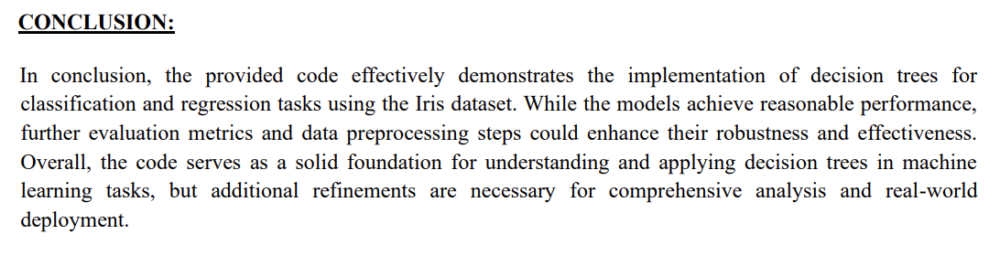 CONCLUSION:
In conclusion, the provided code effectively demonstrates the implementation of decision trees for
classification and regression tasks using the Iris dataset. While the models achieve reasonable performance,
further evaluation metrics and data preprocessing steps could enhance their robustness and effectiveness.
Overall, the code serves as a solid foundation for understanding and applying decision trees in machine
learning tasks, but additional refinements are necessary for comprehensive analysis and real-world
deployment.